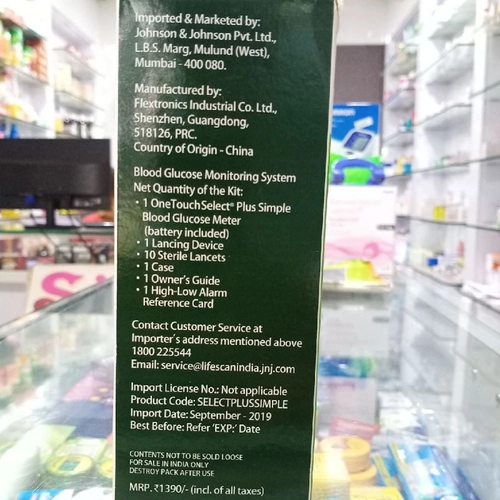 Imported & Marketed by:
Johnson & Johnson Pvt. Ltd.,
L.B.S. Marg, Mulund (West),
Mumbai - 400 080.
Manufactured by:
Flextronics Industrial Co. Ltd.,
Shenzhen, Guangdong,
518126, PRC.
Country of Origin - China
Blood Glucose Monitoring System
Net Quantity of the Kit:
• 1 OneTouchSelect® Plus Simple
Blood Glucose Meter
(battery included)
• 1 Lancing Device
• 10 Sterile Lancets
• 1 Case
• 1 Owner's Guide
• 1 High-Low Alarm
Reference Card
Contact Customer Service at
Importer's address mentioned above
1800 225544
Email: service@lifescanindia.jnj.com
Import License No.: Not applicable
Product Code: SELECTPLUSSIMPLE
Import Date: September - 2019
Best Before: Refer 'EXP:' Date
CONTENTS NOT TO BE SOLD LOOSE
FOR SALE IN INDIA ONLY
DESTROY PACK AFTER USE
MRP. ₹1390/- (incl. of all taxes)